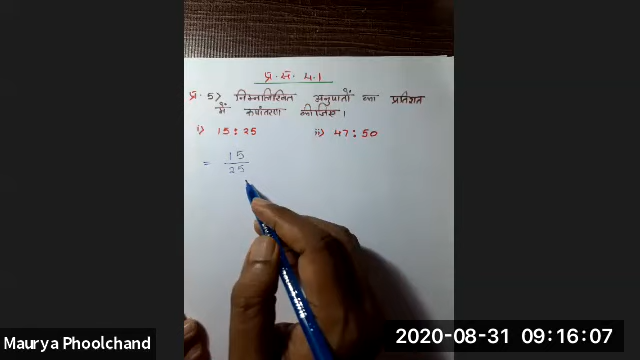 प्र. सं. 4.1
प्र. 5> निम्नलिखित अनुपातों का प्रतिशत
में रूपांतरण कीजिए।
i) 15 : 25 ii) 47 : 50
= 15
25
Maurya Phoolchand
2020-08-31 09:16:07